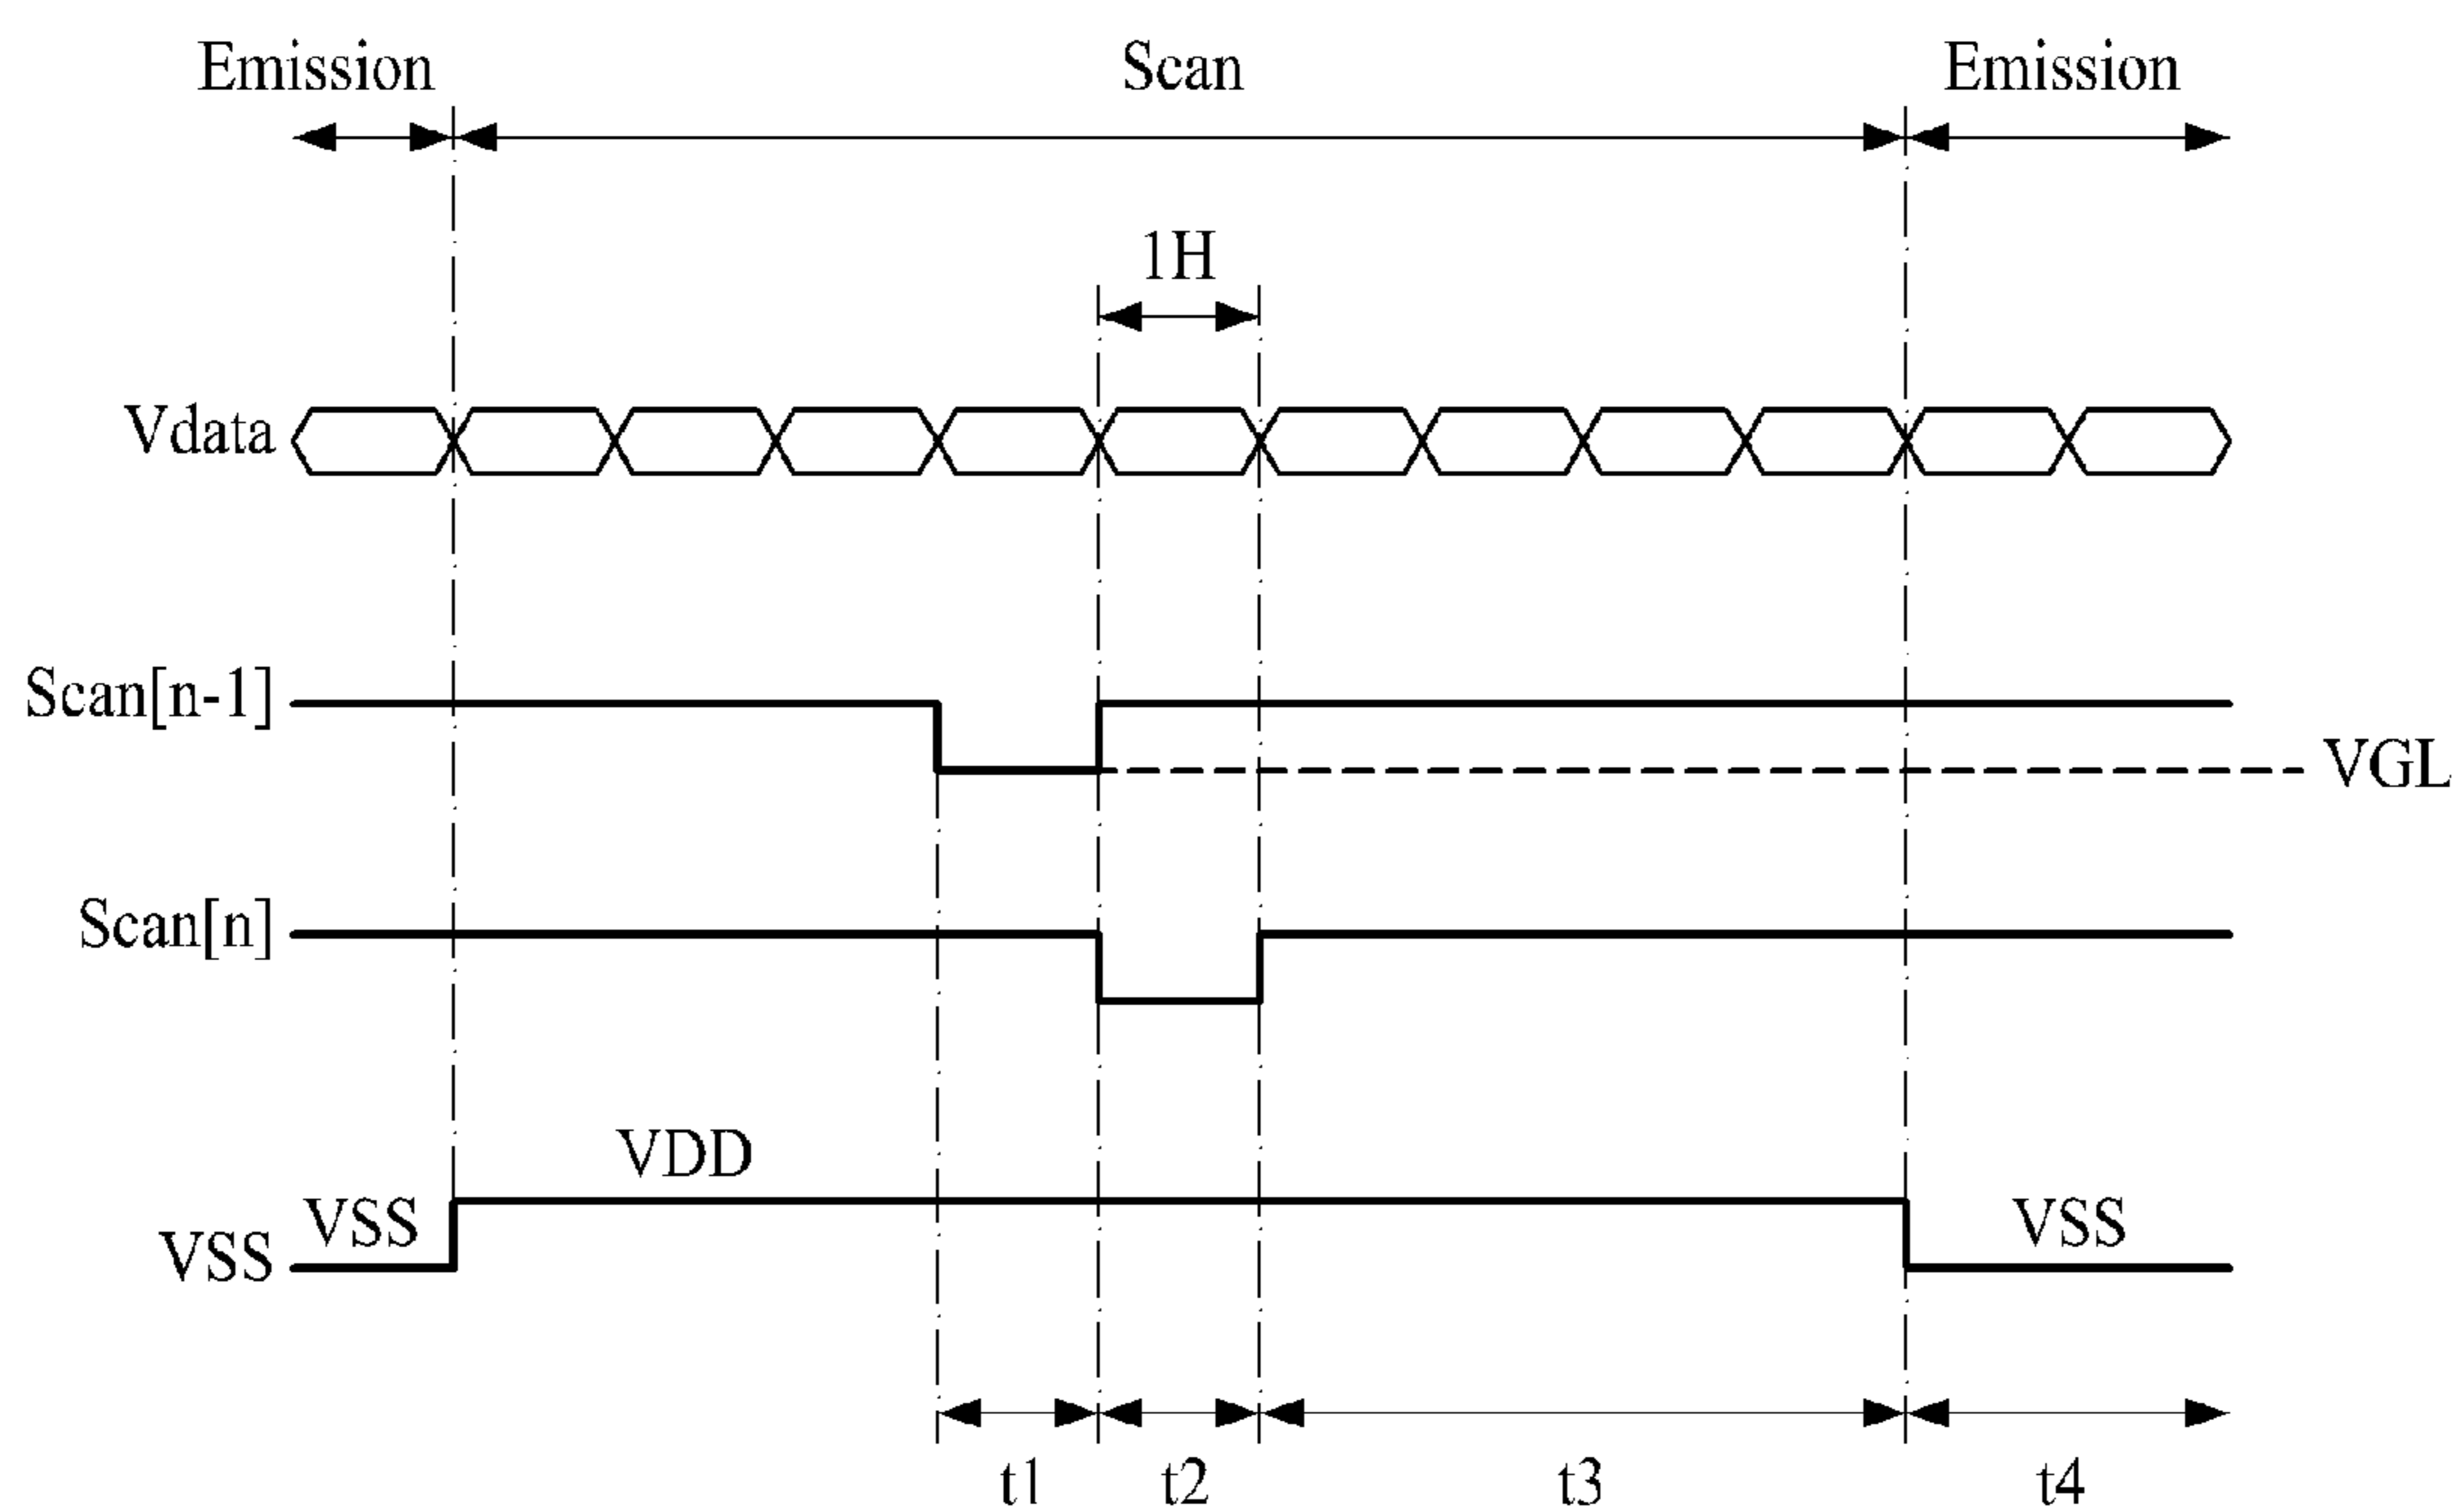 Emission Scan Emission
1H
Vdata
Scan[n-1]
VGL
Scan[n]
VDD
VSS VSS VSS
t1 t2 t3 t4